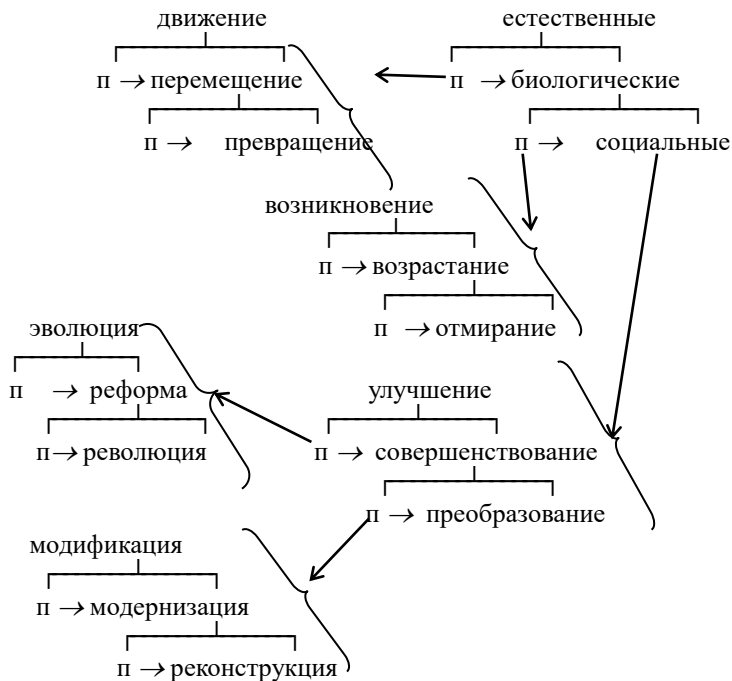 движение естественные
п → перемещение п → биологические
п → превращение п → социальные
возникновение
п → возрастание
п → отмирание
эволюция
п → реформа улучшение
п → революция п → совершенствование
п → преобразование
модификация
п → модернизация
п → реконструкция